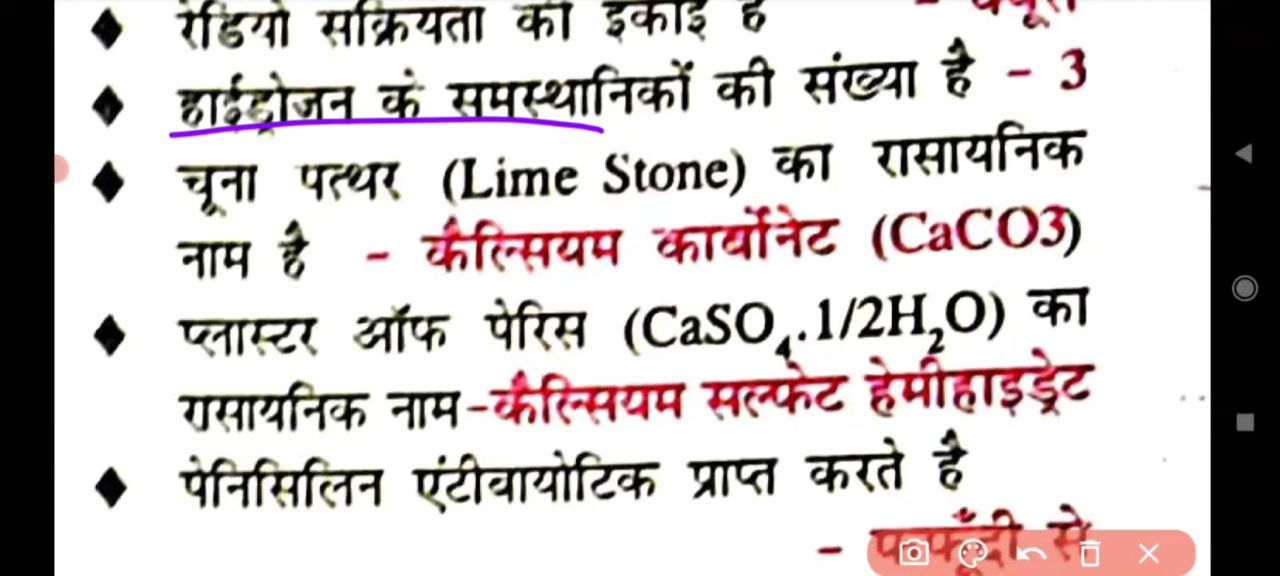 ◆ रेडियो सक्रियता की इकाई है -
◆ हाईड्रोजन के समस्थानिकों की संख्या है - 3
◆ चूना पत्थर (Lime Stone) का रासायनिक
नाम है - कैल्सियम कार्बोनेट (CaCO3)
◆ प्लास्टर ऑफ पेरिस (CaSO₄.1/2H₂O) का
रासायनिक नाम-कैल्सियम सल्फेट हेमीहाइड्रेट
◆ पेनिसिलिन एंटीवायोटिक प्राप्त करते है
- से